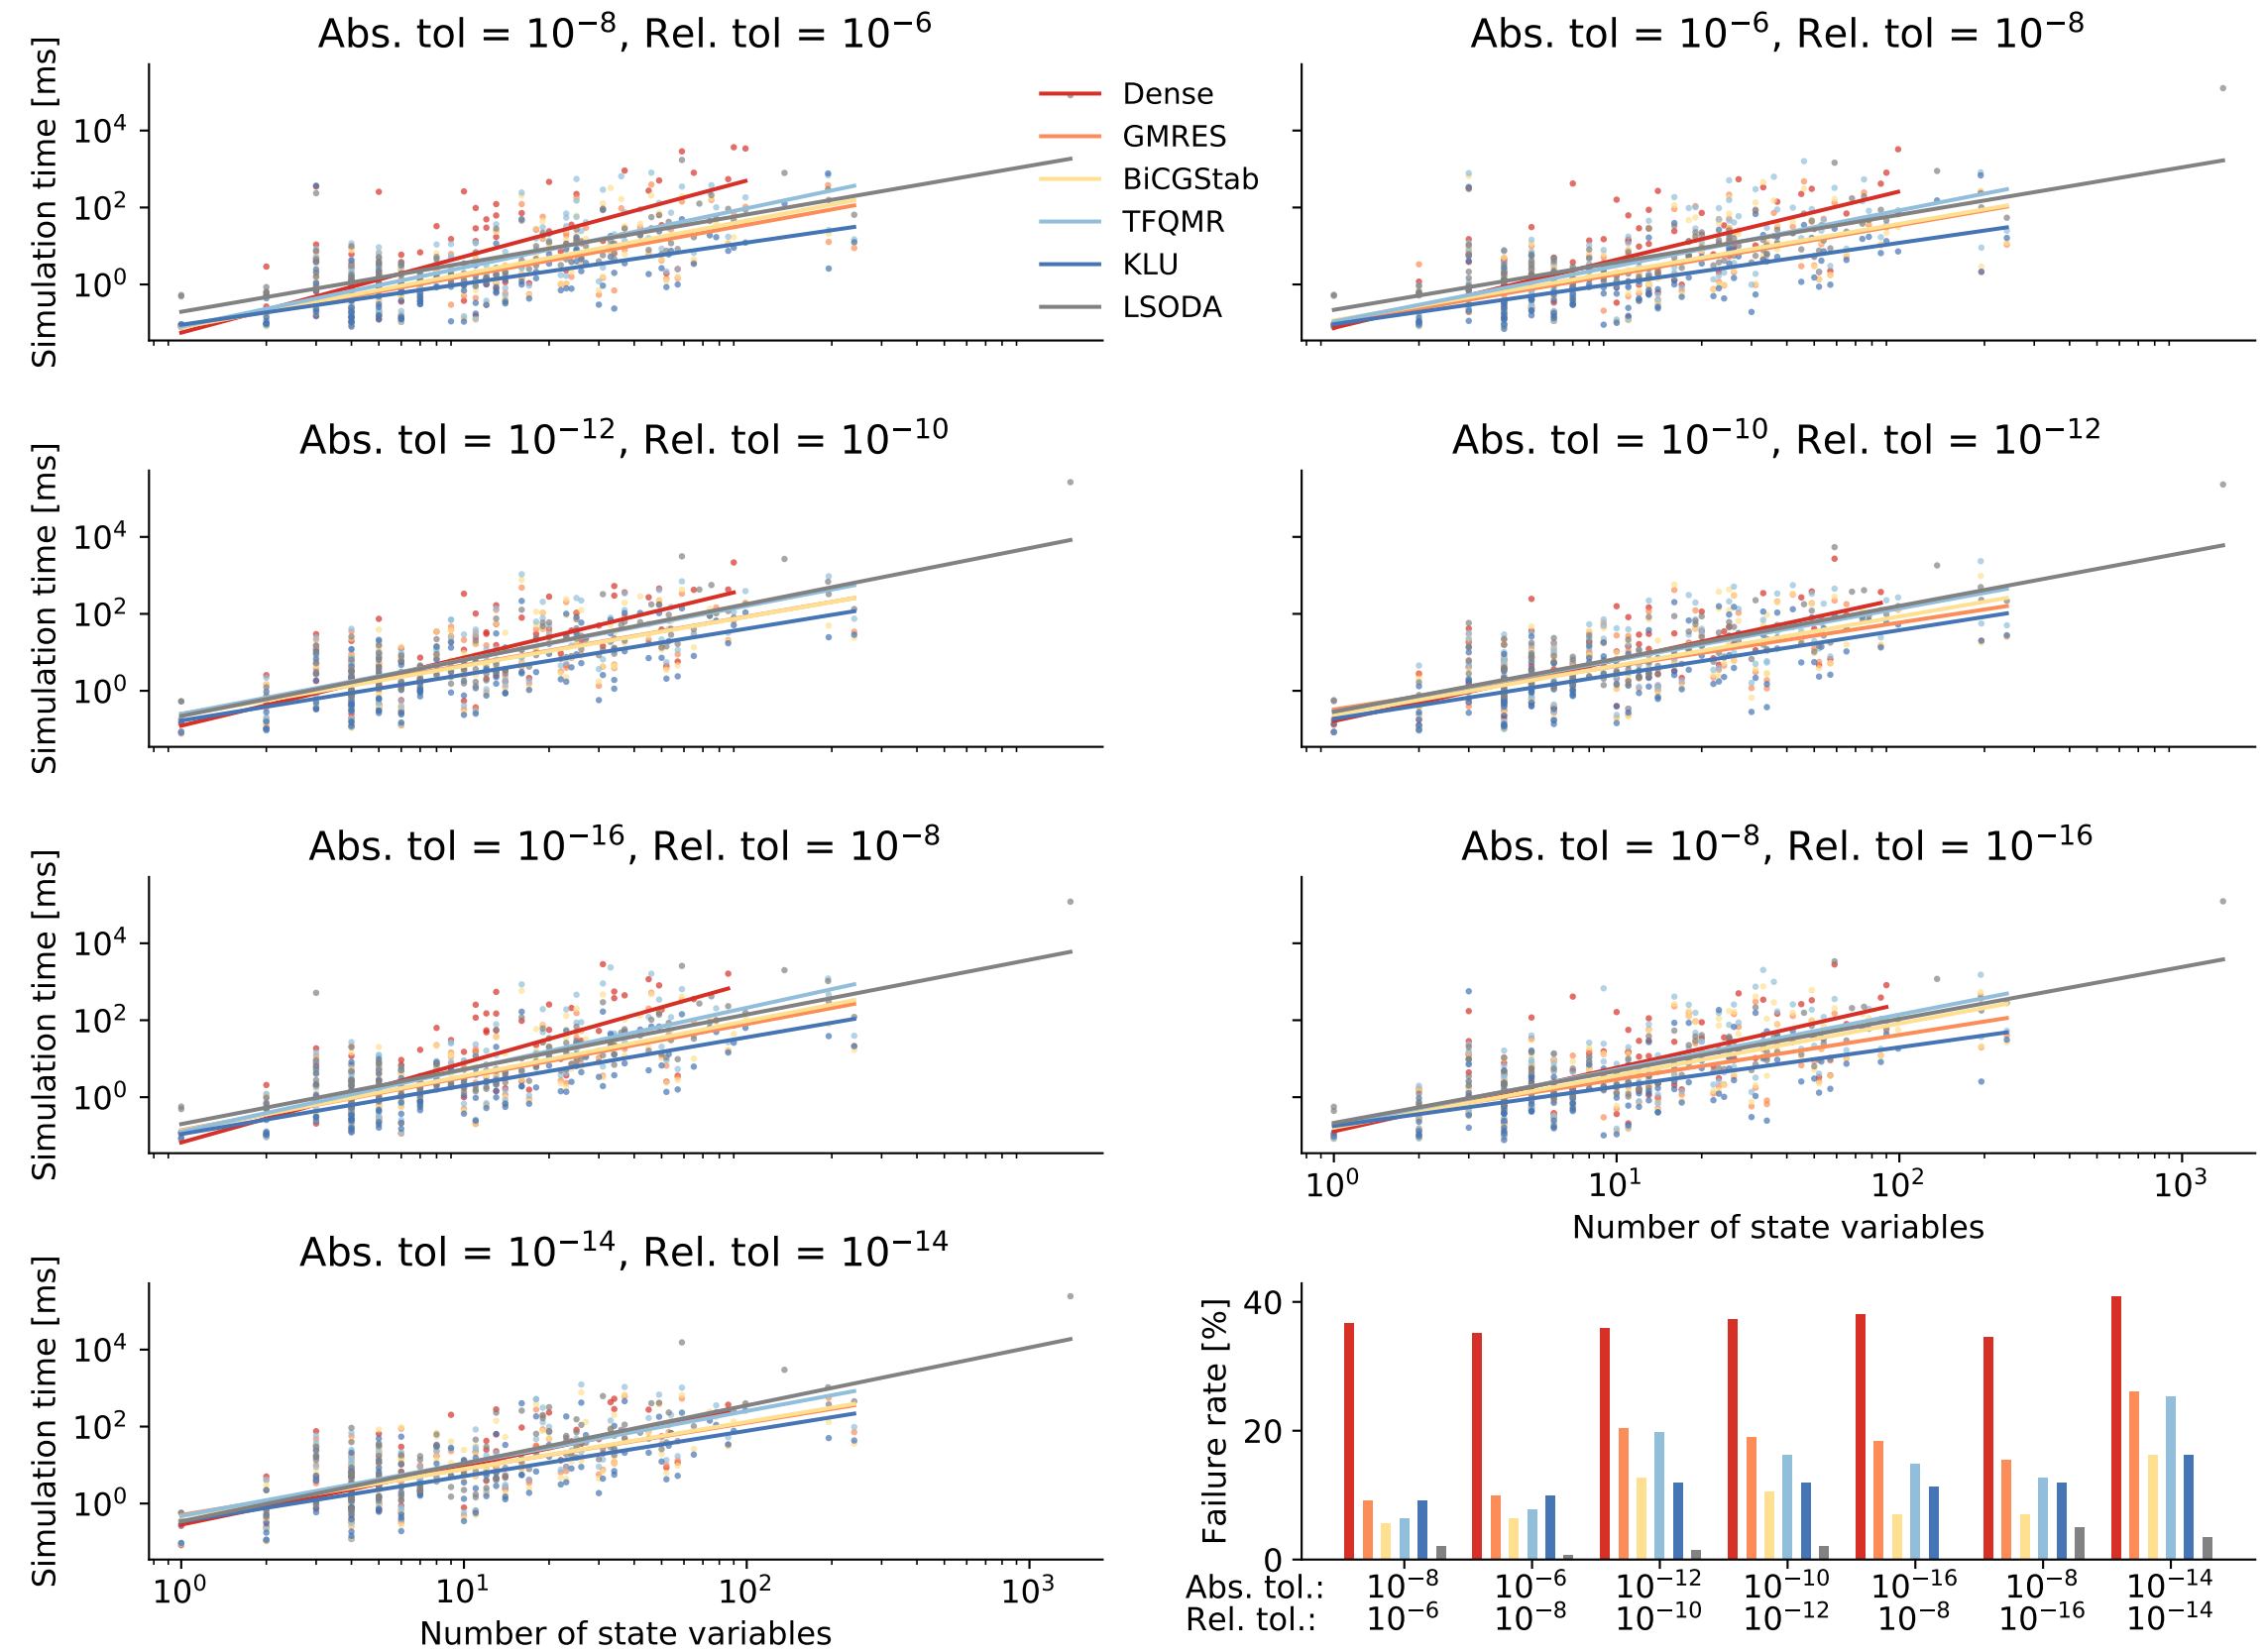 Abs. tol = 10⁻⁸, Rel. tol = 10⁻⁶
Simulation time [ms]
10⁴
10²
10⁰
Dense
GMRES
BiCGStab
TFQMR
KLU
LSODA
Abs. tol = 10⁻⁶, Rel. tol = 10⁻⁸
Abs. tol = 10⁻¹², Rel. tol = 10⁻¹⁰
Simulation time [ms]
10⁴
10²
10⁰
Abs. tol = 10⁻¹⁰, Rel. tol = 10⁻¹²
Abs. tol = 10⁻¹⁶, Rel. tol = 10⁻⁸
Simulation time [ms]
10⁴
10²
10⁰
Abs. tol = 10⁻⁸, Rel. tol = 10⁻¹⁶
10⁰ 10¹ 10² 10³
Number of state variables
Abs. tol = 10⁻¹⁴, Rel. tol = 10⁻¹⁴
Simulation time [ms]
10⁴
10²
10⁰
10⁰ 10¹ 10² 10³
Number of state variables
Failure rate [%]
40
20
0
Abs. tol.: 10⁻⁸ 10⁻⁶ 10⁻¹² 10⁻¹⁰ 10⁻¹⁶ 10⁻⁸ 10⁻¹⁴
Rel. tol.: 10⁻⁶ 10⁻⁸ 10⁻¹⁰ 10⁻¹² 10⁻⁸ 10⁻¹⁶ 10⁻¹⁴